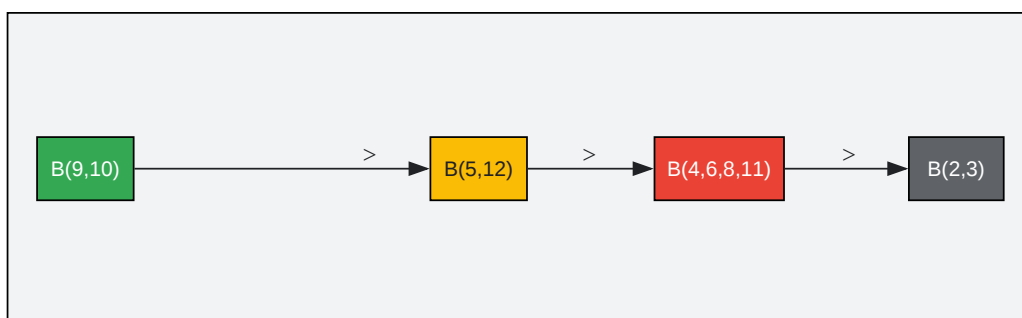 B(9,10) > B(5,12) > B(4,6,8,11) > B(2,3)